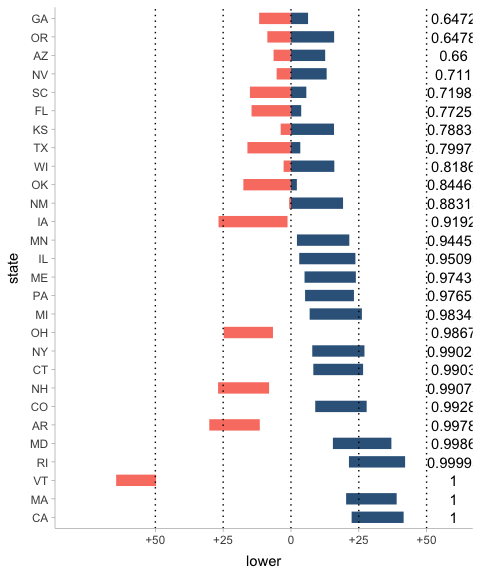 GA 0.6472
OR 0.6478
AZ 0.66
NV 0.711
SC 0.7198
FL 0.7725
KS 0.7883
TX 0.7997
WI 0.8186
OK 0.8446
NM 0.8831
IA 0.9192
MN 0.9445
IL 0.9509
ME 0.9743
PA 0.9765
MI 0.9834
OH 0.9867
NY 0.9902
CT 0.9903
NH 0.9907
CO 0.9928
AR 0.9978
MD 0.9986
RI 0.9999
VT 1
MA 1
CA 1
state
+50 +25 0 +25 +50
lower